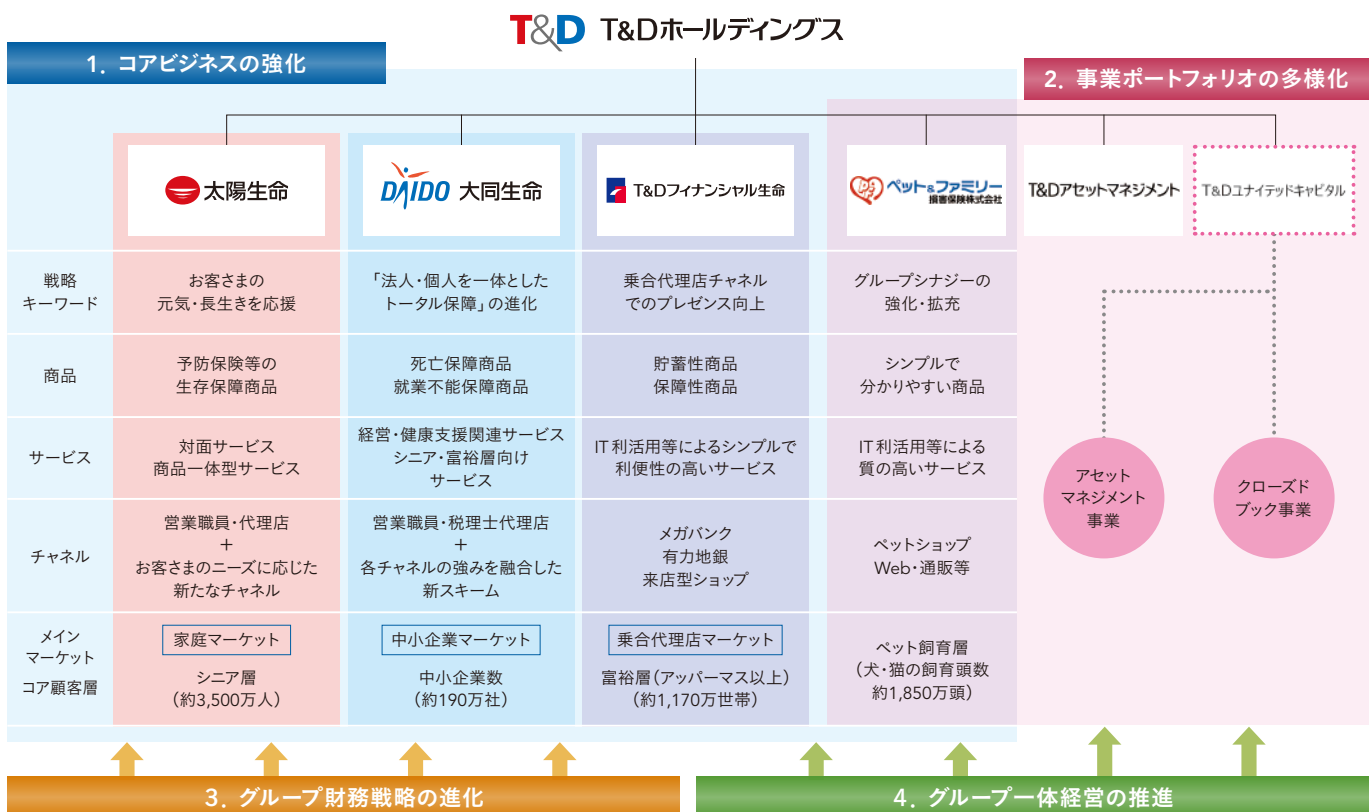 T&D T&Dホールディングス
1. コアビジネスの強化
2. 事業ポートフォリオの多様化
太陽生命
DAIDO 大同生命
T&Dフィナンシャル生命
ペット&ファミリー
損害保険株式会社
T&Dアセットマネジメント
T&Dユナイテッドキャピタル
戦略
キーワード
お客さまの
元気・長生きを応援
「法人・個人を一体とした
トータル保障」の進化
乗合代理店チャネル
でのプレゼンス向上
グループシナジーの
強化・拡充
商品
予防保険等の
生存保障商品
死亡保障商品
就業不能保障商品
貯蓄性商品
保障性商品
シンプルで
分かりやすい商品
サービス
対面サービス
商品一体型サービス
経営・健康支援関連サービス
シニア・富裕層向け
サービス
IT利活用等によるシンプルで
利便性の高いサービス
IT利活用等による
質の高いサービス
アセット
マネジメント
事業
クローズド
ブック事業
チャネル
営業職員・代理店
+
お客さまのニーズに応じた
新たなチャネル
営業職員・税理士代理店
+
各チャネルの強みを融合した
新スキーム
メガバンク
有力地銀
来店型ショップ
ペットショップ
Web・通販等
メイン
マーケット
コア顧客層
家庭マーケット
シニア層
(約3,500万人)
中小企業マーケット
中小企業数
(約190万社)
乗合代理店マーケット
富裕層(アッパーマス以上)
(約1,170万世帯)
ペット飼育層
(犬・猫の飼育頭数
約1,850万頭)
3. グループ財務戦略の進化
4. グループ一体経営の推進